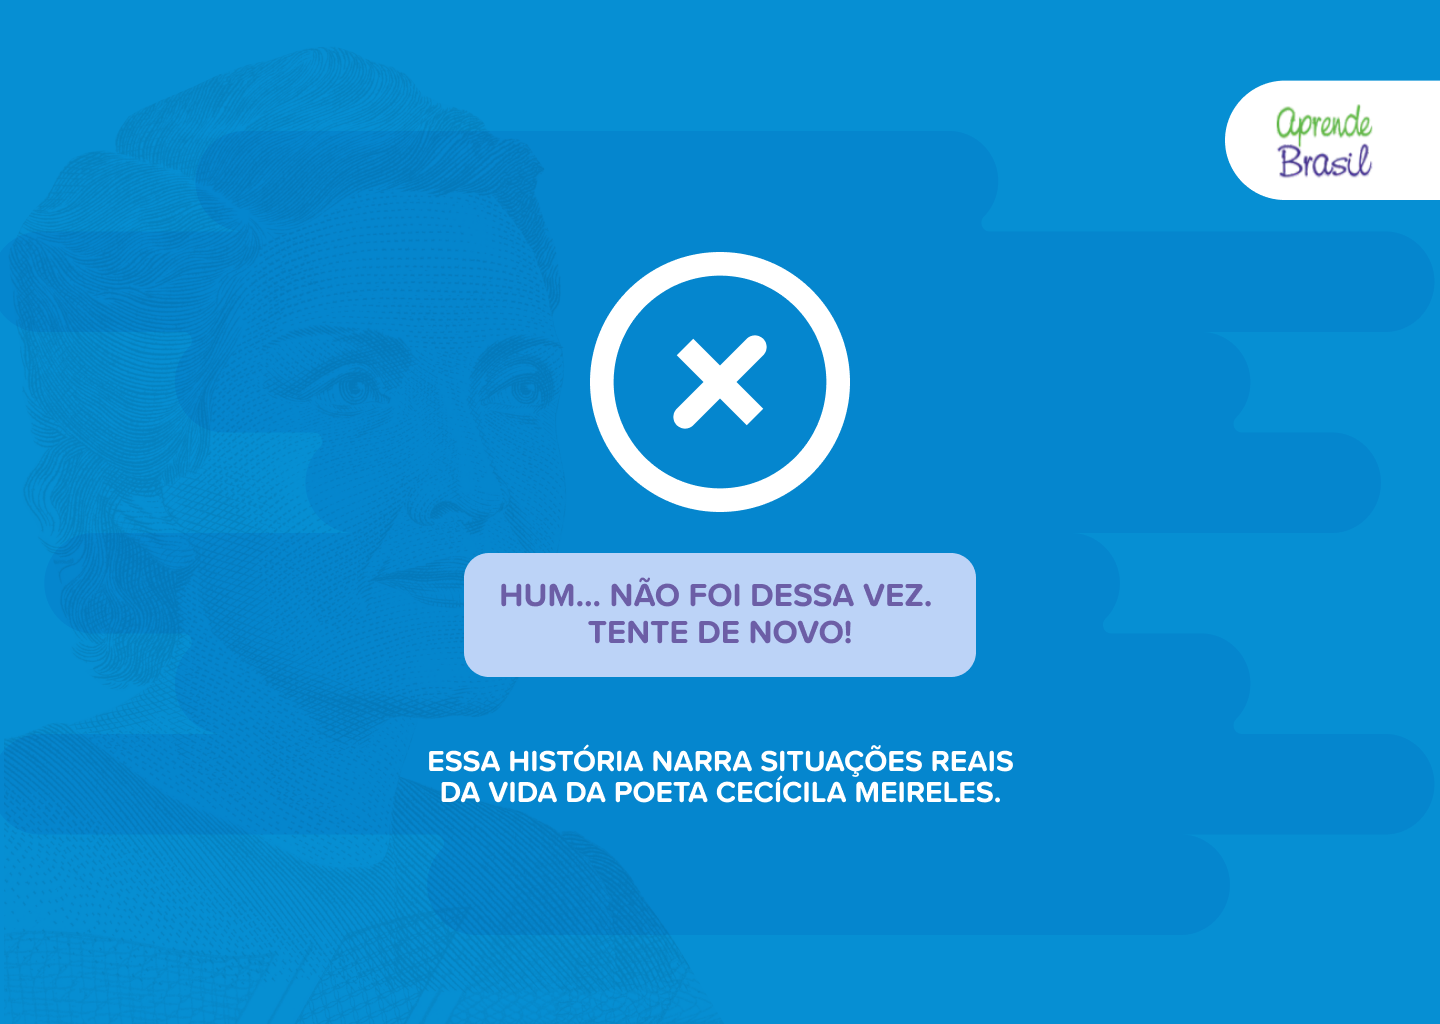 aprende
Brasil
HUM... NÃO FOI DESSA VEZ.
TENTE DE NOVO!
ESSA HISTÓRIA NARRA SITUAÇÕES REAIS
DA VIDA DA POETA CECÍCILA MEIRELES.